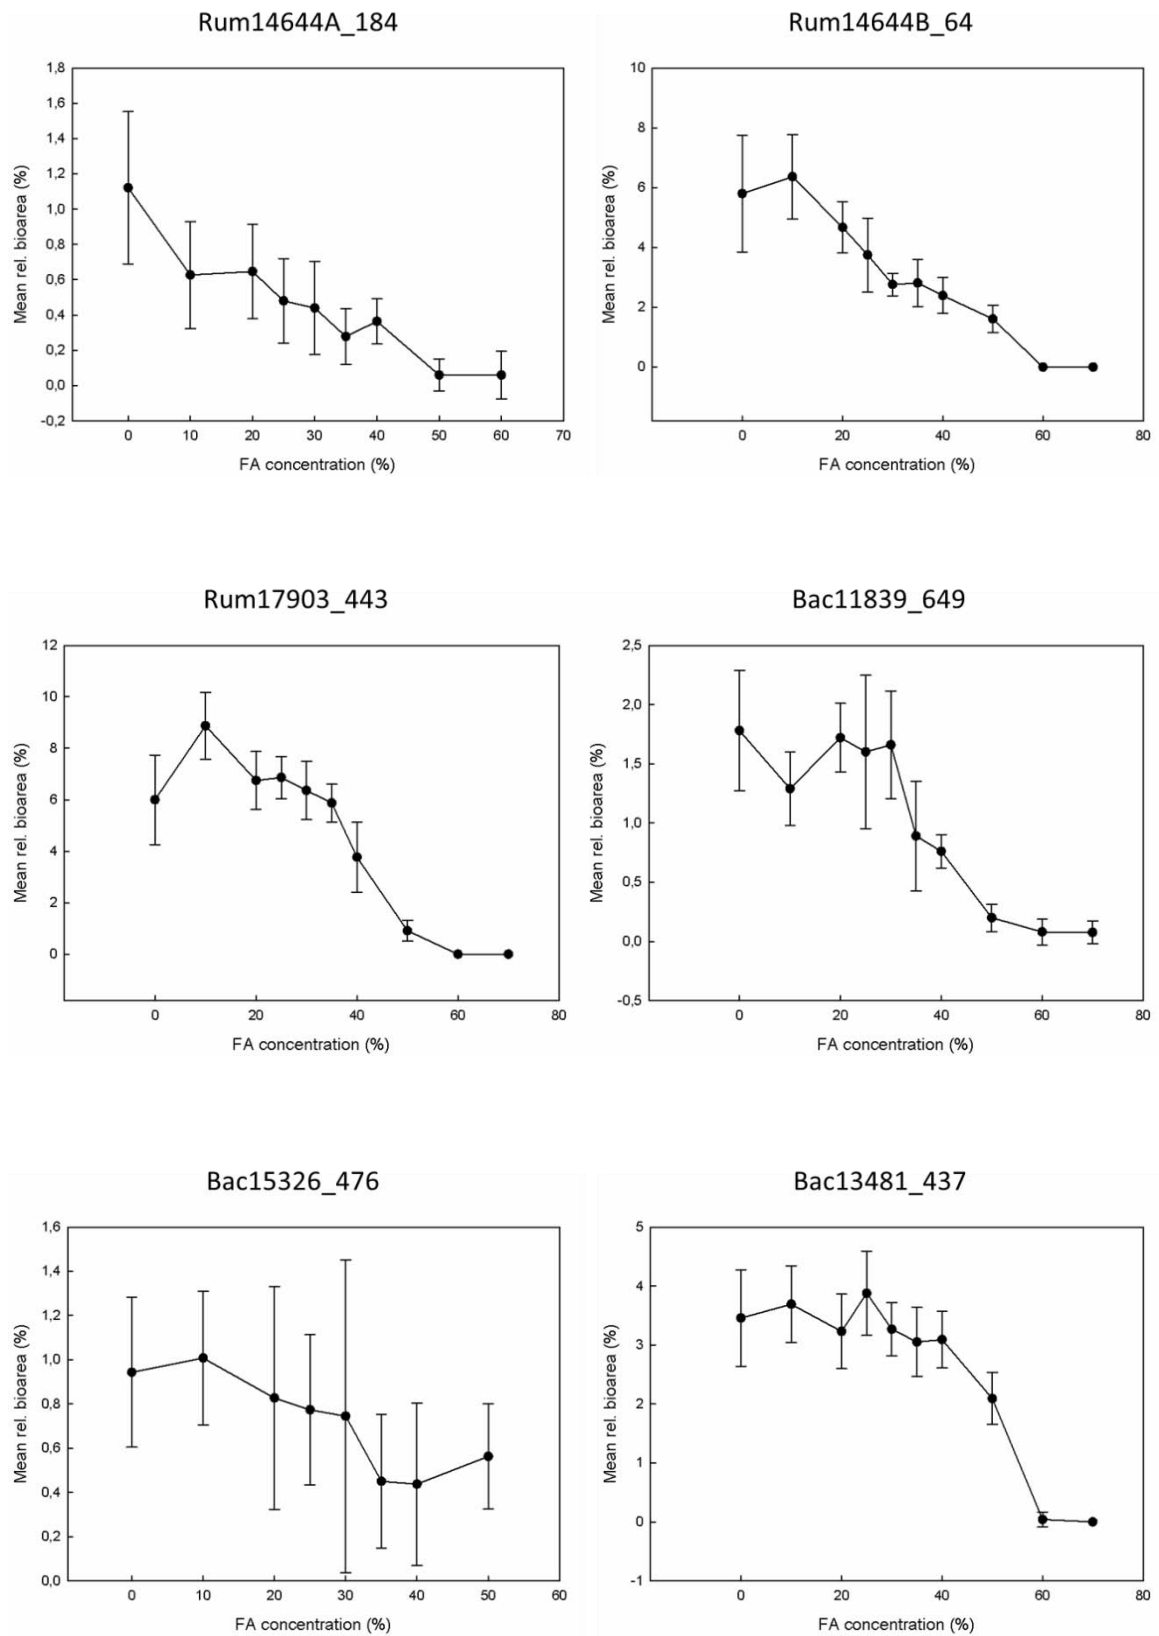 Rum14644A_184
Rum14644B_64
1,8
1,6
1,4
1,2
1,0
0,8
0,6
0,4
0,2
0,0
-0,2
Mean rel. bioarea (%)
0 10 20 30 40 50 60 70
FA concentration (%)
10
8
6
4
2
0
Mean rel. bioarea (%)
0 20 40 60 80
FA concentration (%)
Rum17903_443
Bac11839_649
12
10
8
6
4
2
0
Mean rel. bioarea (%)
0 20 40 60 80
FA concentration (%)
2,5
2,0
1,5
1,0
0,5
0,0
-0,5
Mean rel. bioarea (%)
0 20 40 60 80
FA concentration (%)
Bac15326_476
Bac13481_437
1,6
1,4
1,2
1,0
0,8
0,6
0,4
0,2
0,0
Mean rel. bioarea (%)
0 10 20 30 40 50 60
FA concentration (%)
5
4
3
2
1
0
-1
Mean rel. bioarea (%)
0 20 40 60 80
FA concentration (%)